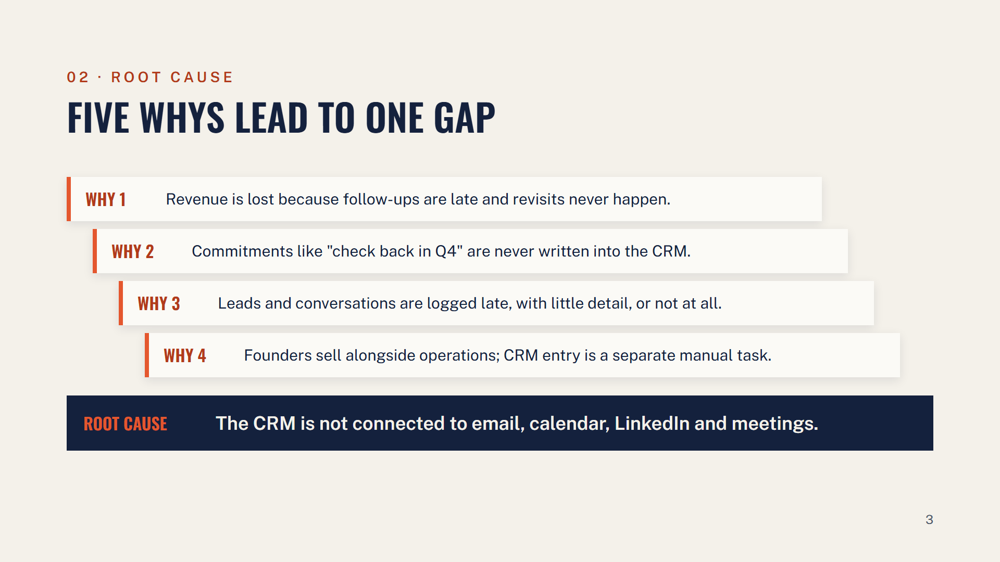 02 · ROOT CAUSE
FIVE WHYS LEAD TO ONE GAP
WHY 1 Revenue is lost because follow-ups are late and revisits never happen.
WHY 2 Commitments like "check back in Q4" are never written into the CRM.
WHY 3 Leads and conversations are logged late, with little detail, or not at all.
WHY 4 Founders sell alongside operations; CRM entry is a separate manual task.
ROOT CAUSE The CRM is not connected to email, calendar, LinkedIn and meetings.
3